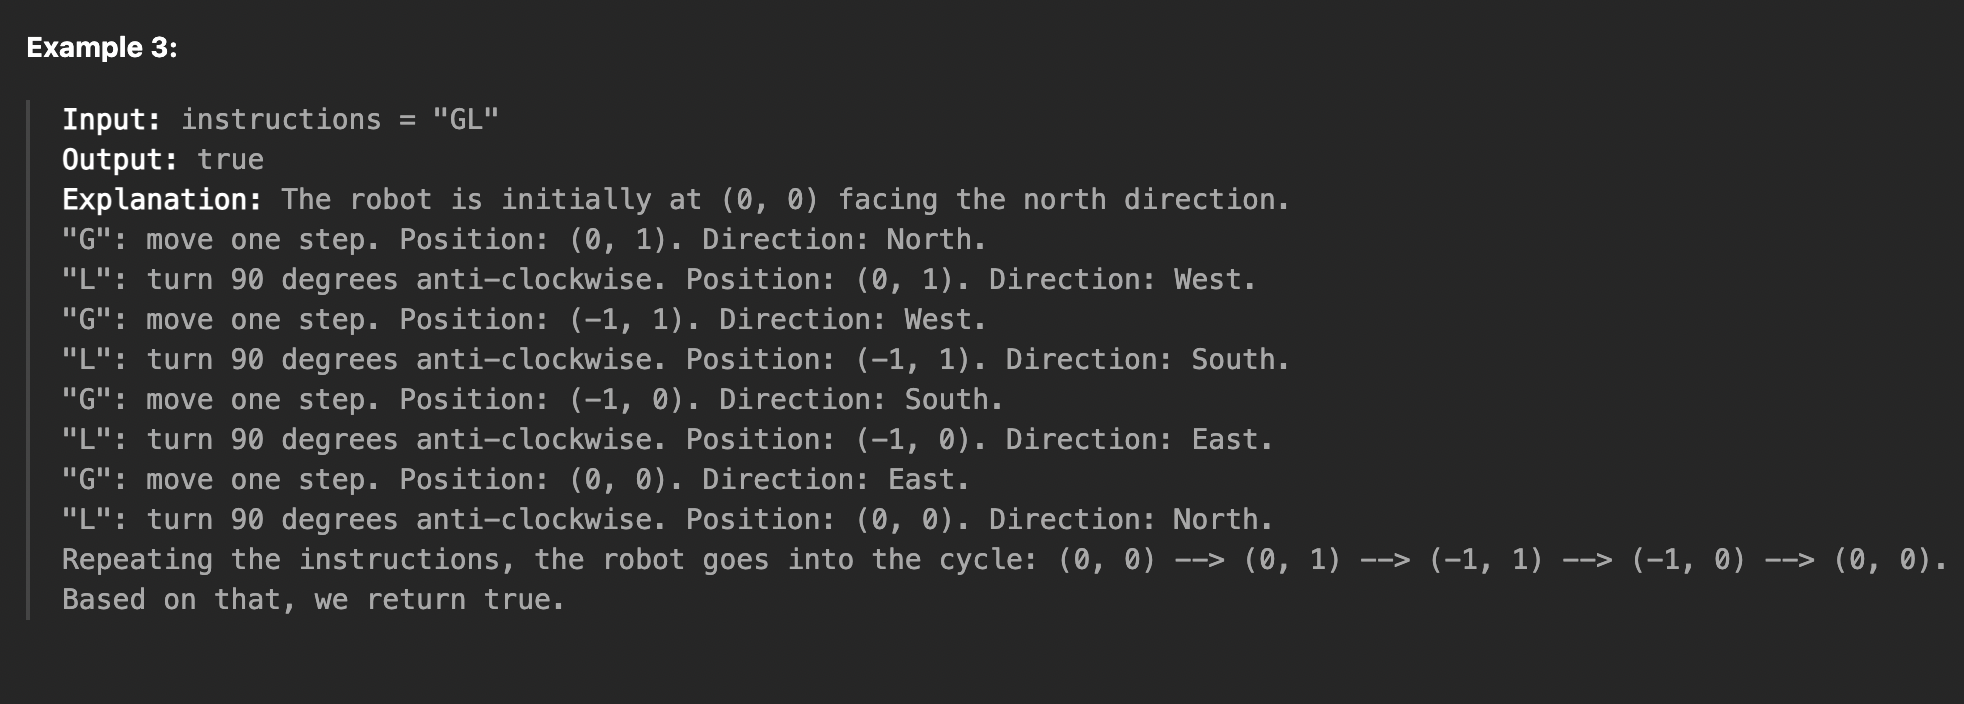 Example 3:
Input: instructions = "GL"
Output: true
Explanation: The robot is initially at (0, 0) facing the north direction.
"G": move one step. Position: (0, 1). Direction: North.
"L": turn 90 degrees anti-clockwise. Position: (0, 1). Direction: West.
"G": move one step. Position: (-1, 1). Direction: West.
"L": turn 90 degrees anti-clockwise. Position: (-1, 1). Direction: South.
"G": move one step. Position: (-1, 0). Direction: South.
"L": turn 90 degrees anti-clockwise. Position: (-1, 0). Direction: East.
"G": move one step. Position: (0, 0). Direction: East.
"L": turn 90 degrees anti-clockwise. Position: (0, 0). Direction: North.
Repeating the instructions, the robot goes into the cycle: (0, 0) --> (0, 1) --> (-1, 1) --> (-1, 0) --> (0, 0).
Based on that, we return true.